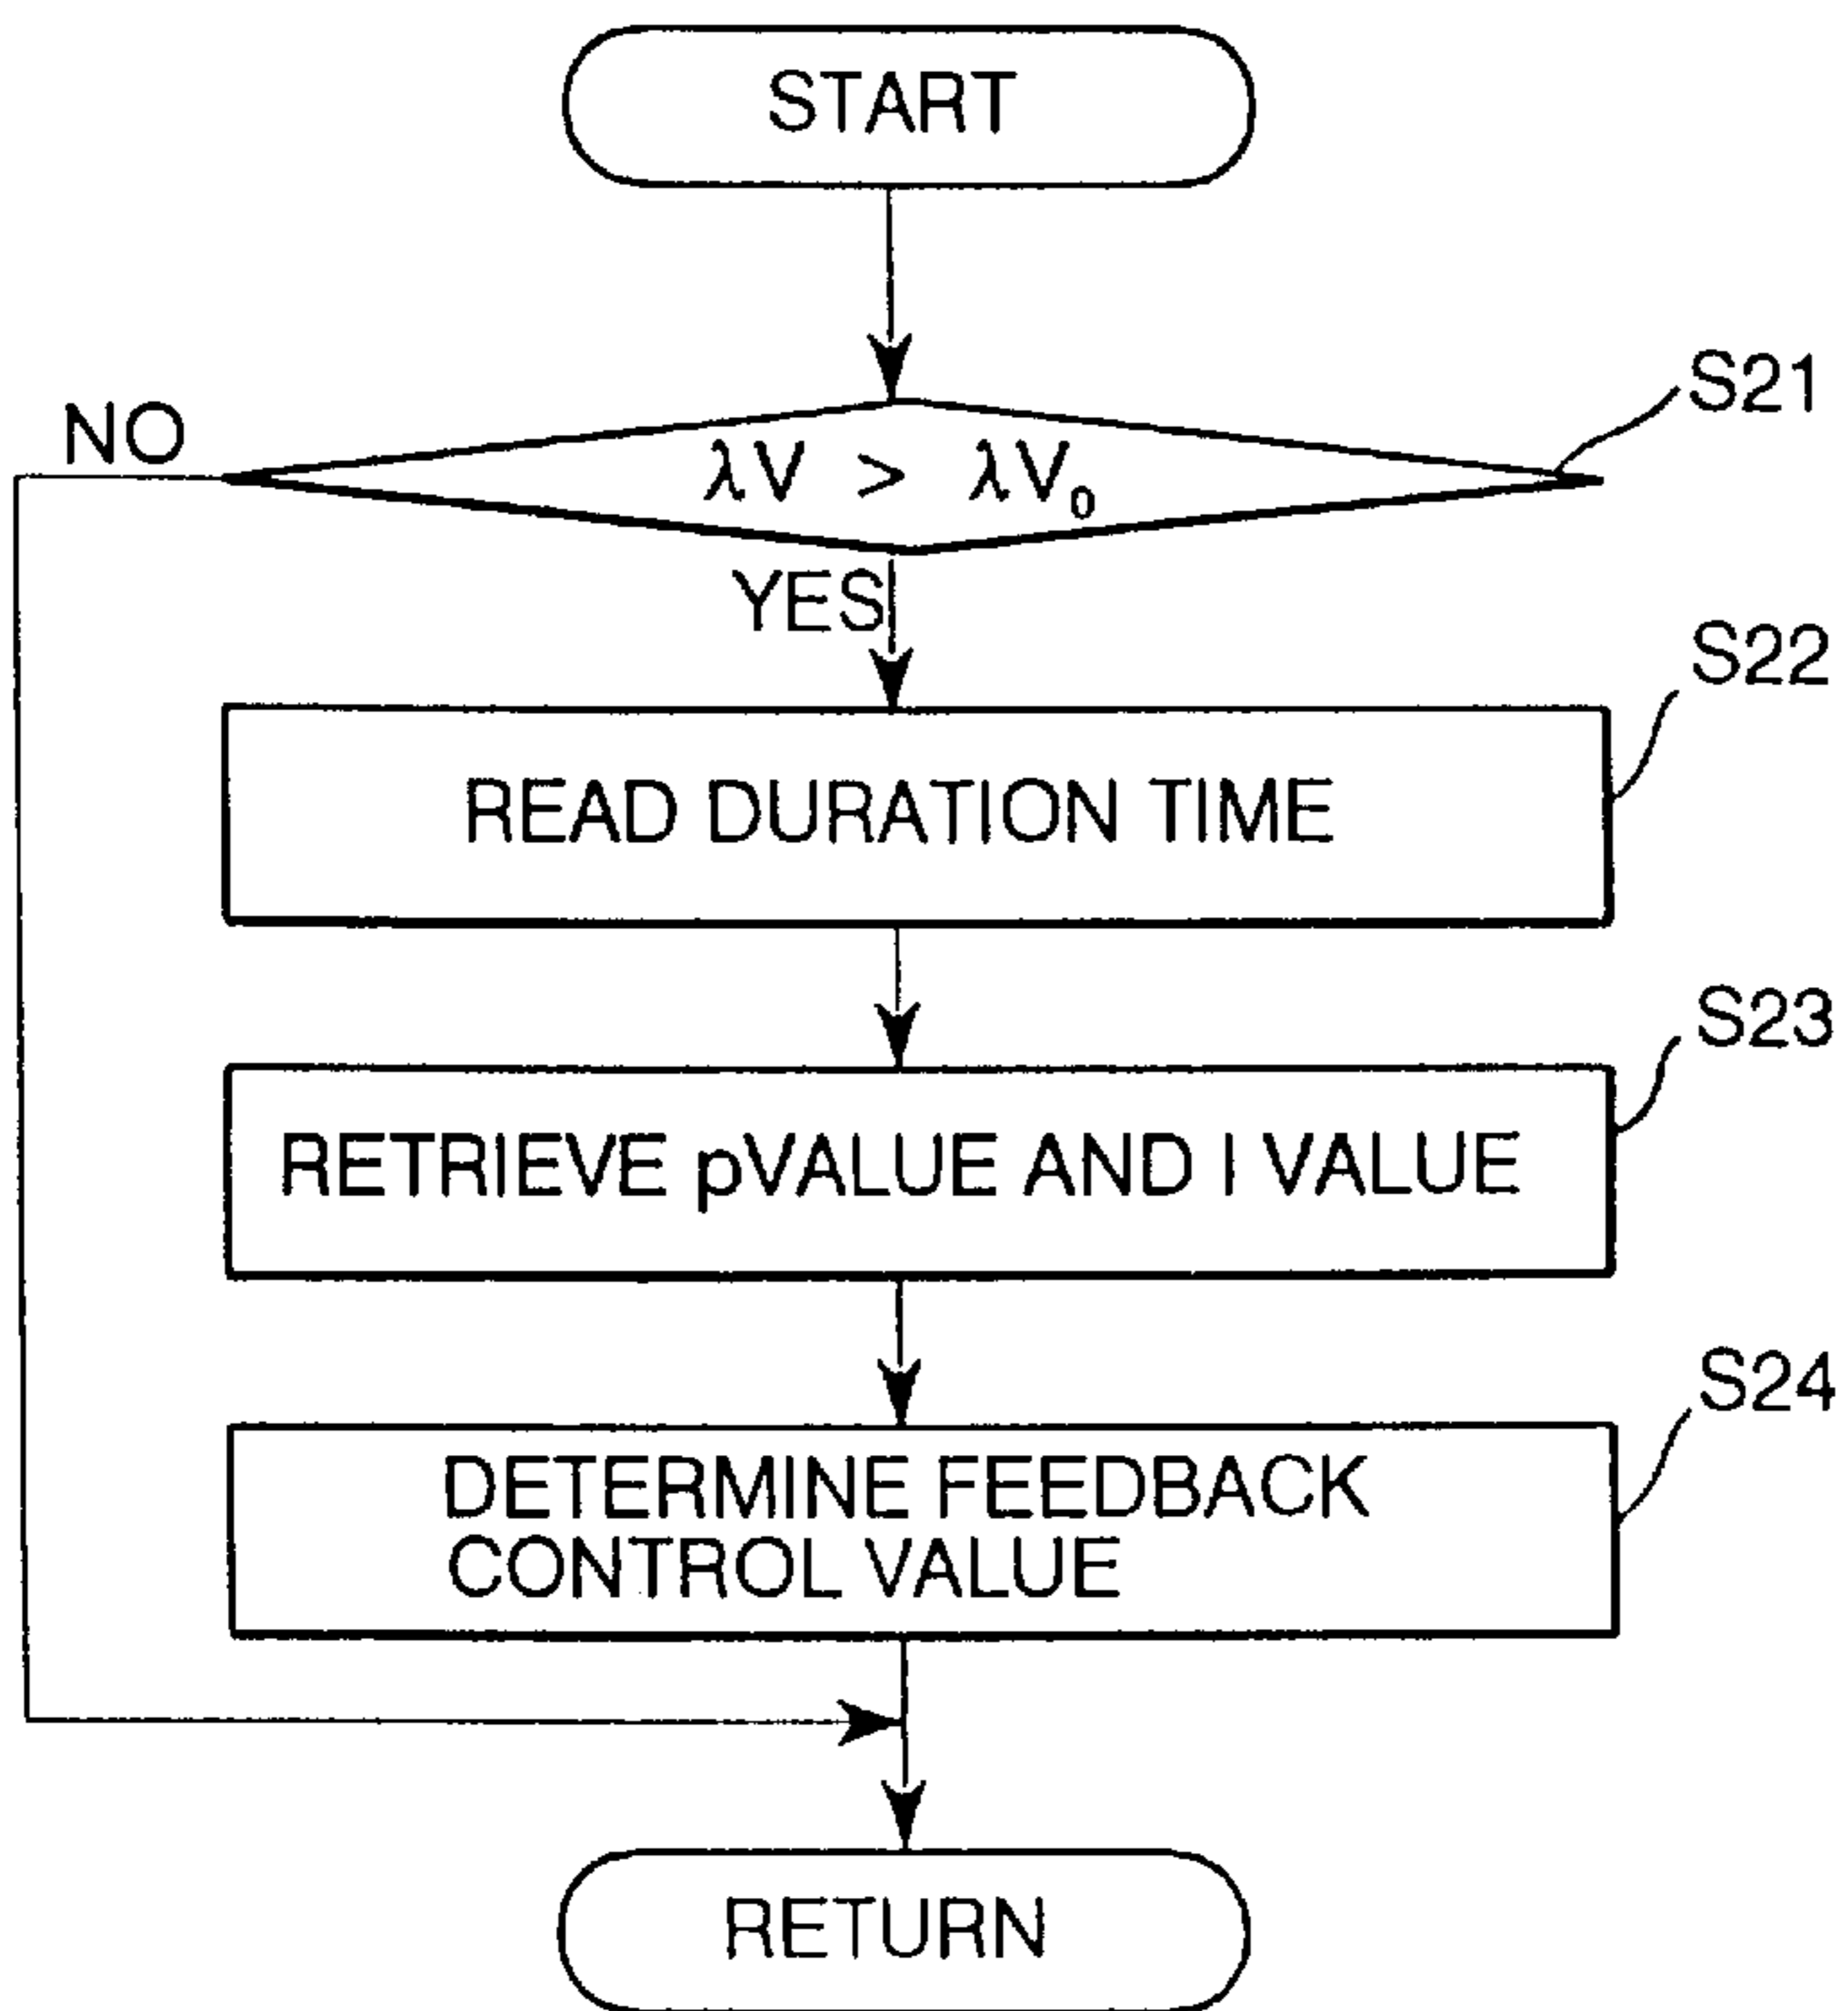 START
S21
NO
λV > λV₀
YES
S22
READ DURATION TIME
S23
RETRIEVE pVALUE AND I VALUE
S24
DETERMINE FEEDBACK
CONTROL VALUE
RETURN